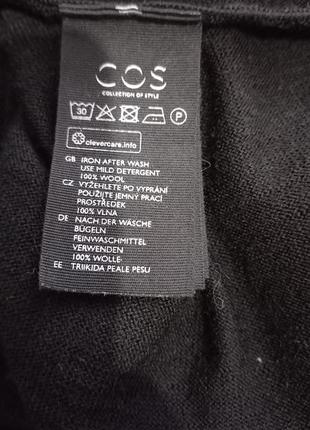 COS
COLLECTION OF STYLE
30 P
clevercare.info
GB IRON AFTER WASH
USE MILD DETERGENT
100% WOOL
CZ VYŽEHLETE PO VYPRÁNÍ
POUŽIJTE JEMNÝ PRACÍ
PROSTŘEDEK
100% VLNA
DE NACH DER WÄSCHE
BÜGELN
FEINWASCHMITTEL
VERWENDEN
100% WOLLE
EE TRIIKIDA PEALE PESU